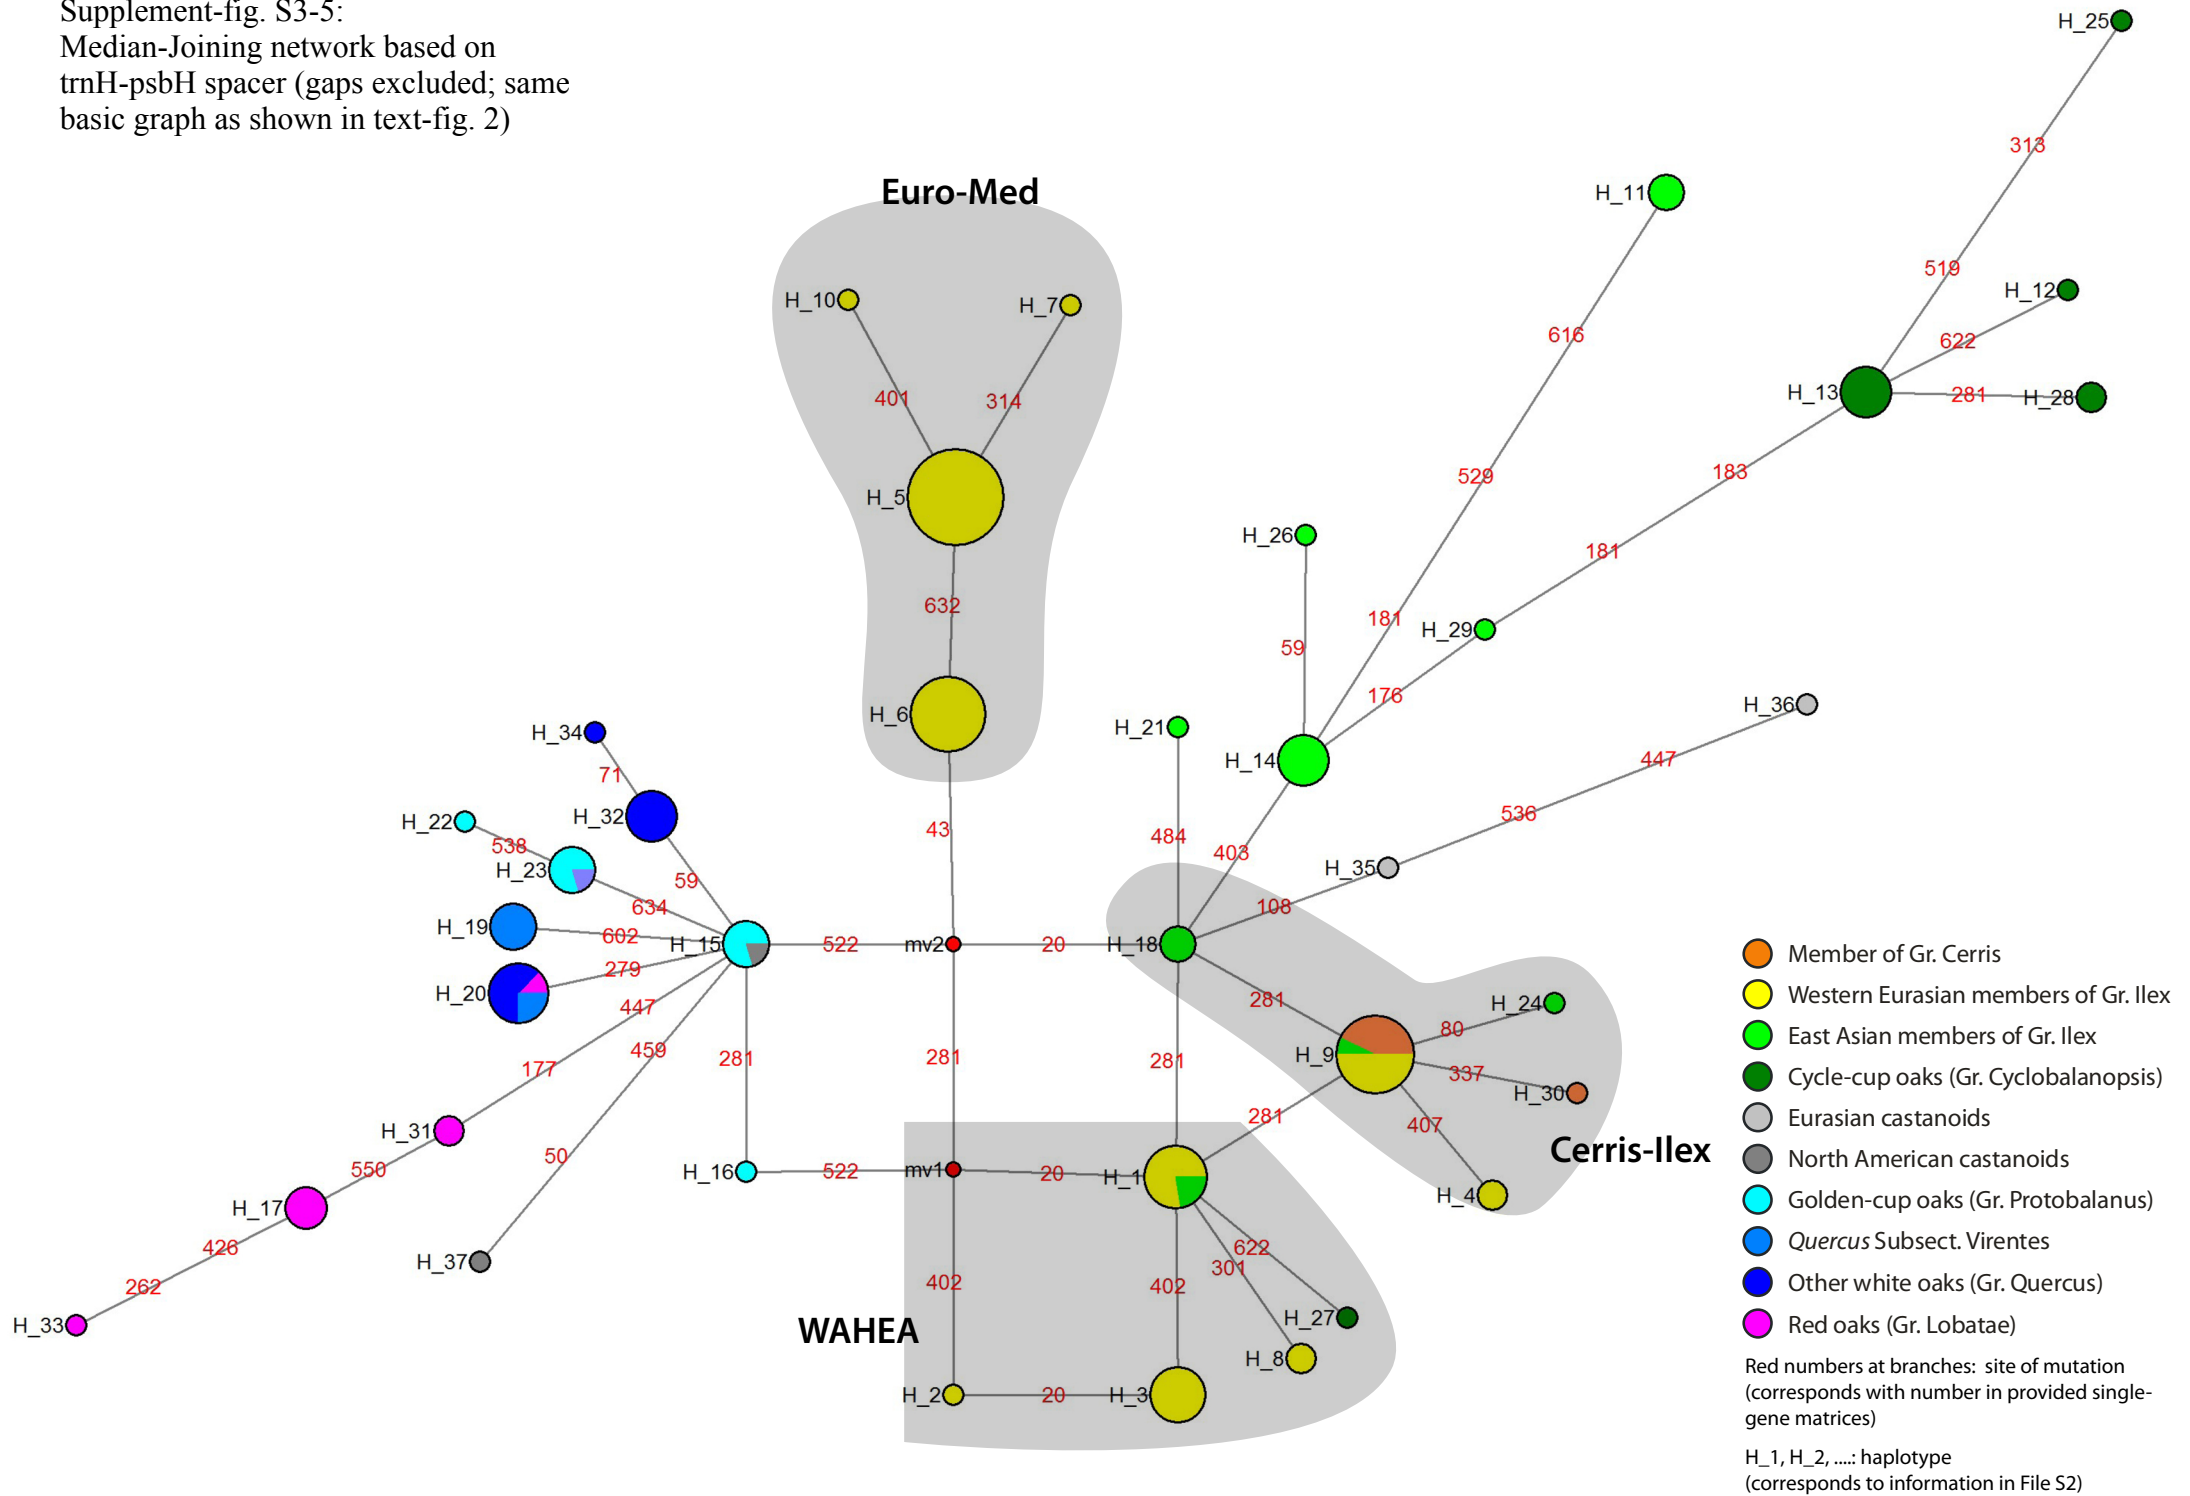 Supplement-fig. S3-5:
Median-Joining network based on
trnH-psbH spacer (gaps excluded; same
basic graph as shown in text-fig. 2)
H_25
313
Euro-Med
H_11
519
H_10
H_7
H_12
616
622
401
314
H_13
281
H_28
529
183
H_5
H_26
181
632
181
H_29
59
176
H_6
H_36
H_21
H_34
447
H_14
71
H_32
536
H_22
43
484
538
403
H_35
H_23
59
634
108
H_19
602
H_15
522
mv2
20
H_18
279
H_20
281
H_24
447
80
459
H_9
281
281
281
177
337
H_30
281
407
H_31
Cerris-Ilex
50
550
H_16
522
mv1
20
H_1
H_4
H_17
426
622
H_37
301
262
402
402
H_33
H_27
WAHEA
H_8
H_2
20
H_3
Member of Gr. Cerris
Western Eurasian members of Gr. Ilex
East Asian members of Gr. Ilex
Cycle-cup oaks (Gr. Cyclobalanopsis)
Eurasian castanoids
North American castanoids
Golden-cup oaks (Gr. Protobalanus)
Quercus Subsect. Virentes
Other white oaks (Gr. Quercus)
Red oaks (Gr. Lobatae)
Red numbers at branches: site of mutation
(corresponds with number in provided single-
gene matrices)
H_1, H_2, ....: haplotype
(corresponds to information in File S2)